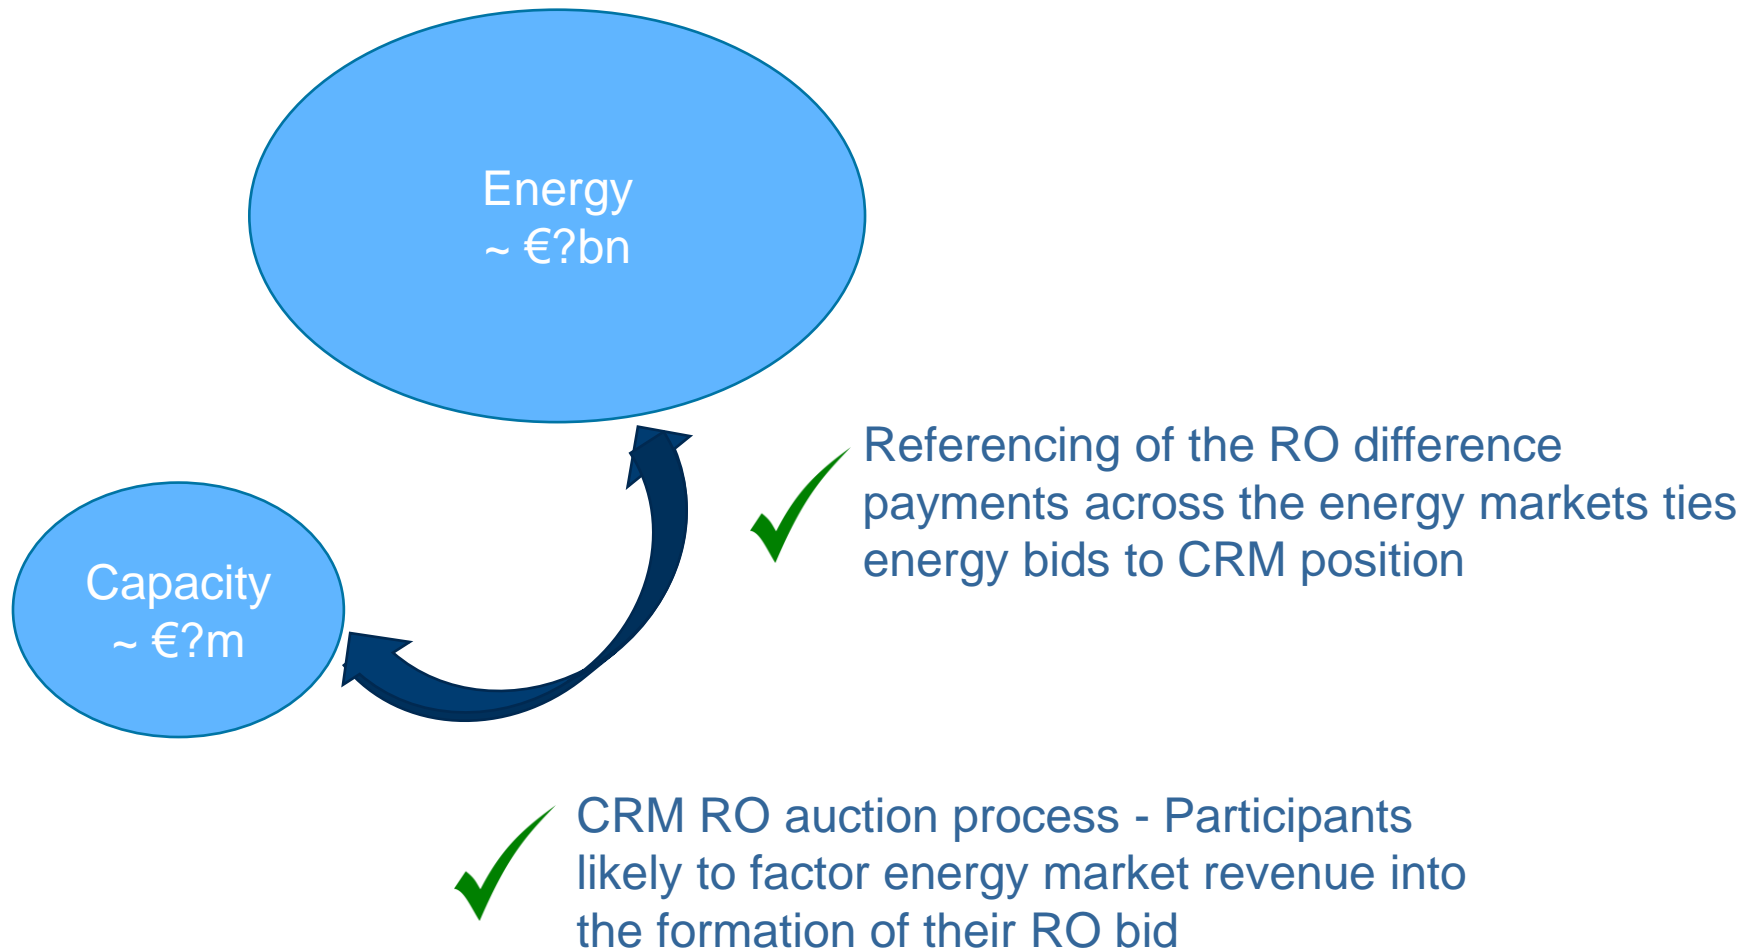 Energy
~ €?bn
Referencing of the RO difference
payments across the energy markets ties
energy bids to CRM position
Capacity
~ €?m
CRM RO auction process - Participants
likely to factor energy market revenue into
the formation of their RO bid